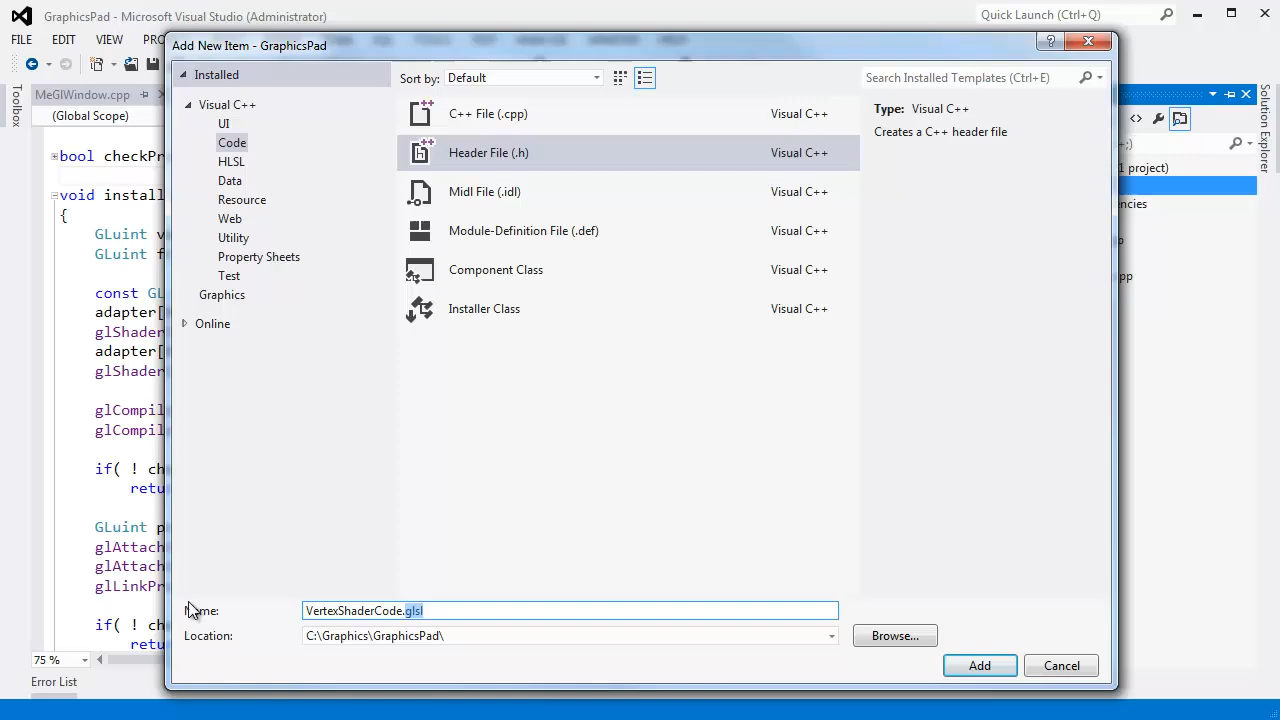 GraphicsPad - Microsoft Visual Studio (Administrator)
Quick Launch (Ctrl+Q)
FILE EDIT VIEW
Add New Item - GraphicsPad
Installed
Visual C++
UI
Code
HLSL
Data
Resource
Web
Utility
Property Sheets
Test
Graphics
Online
Sort by: Default
C++ File (.cpp) Visual C++
Header File (.h) Visual C++
Midl File (.idl) Visual C++
Module-Definition File (.def) Visual C++
Component Class Visual C++
Installer Class Visual C++
Search Installed Templates (Ctrl+E)
Type: Visual C++
Creates a C++ header file
Name: VertexShaderCode.glsl
Location: C:\Graphics\GraphicsPad\
Browse...
Add
Cancel
Toolbox
MeGlWindow.cpp
(Global Scope)
bool checkPr
void install
{
GLuint v
GLuint f
const GL
adapter[
glShader
adapter[
glShader
glCompil
glCompil
if( ! ch
retu
GLuint p
glAttach
glAttach
glLinkPr
if( ! ch
retu
75 %
Error List
Solution Explorer
;)
1 project)
encies
p
pp